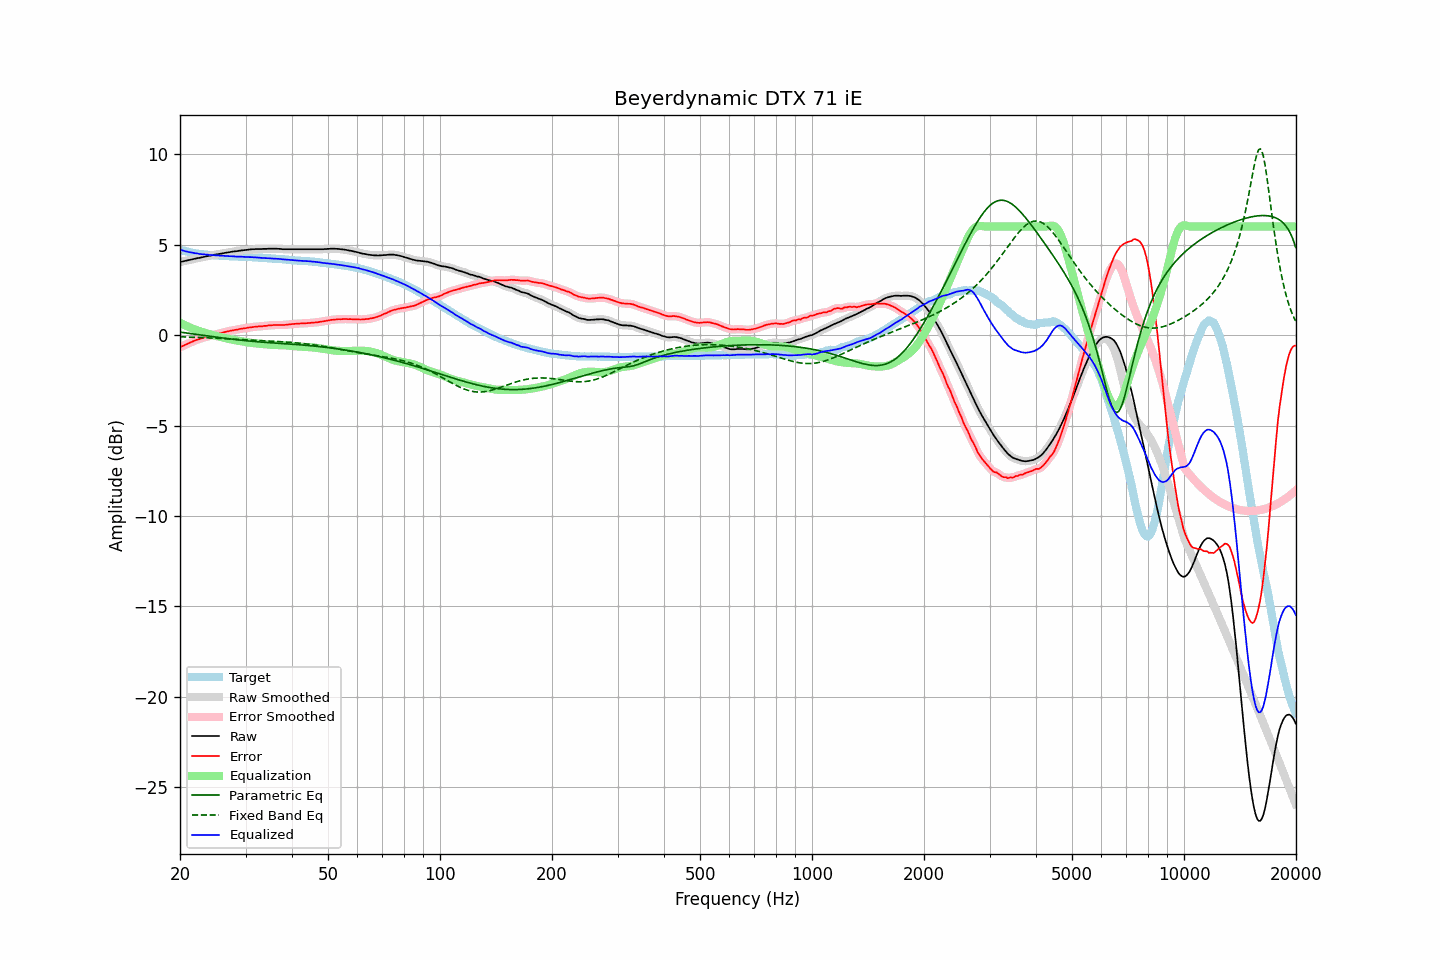 Beyerdynamic DTX 71 iE
10
5
0
−5
−10
−15
−20
−25
Amplitude (dBr)
Target
Raw Smoothed
Error Smoothed
Raw
Error
Equalization
Parametric Eq
Fixed Band Eq
Equalized
20 50 100 200 500 1000 2000 5000 10000 20000
Frequency (Hz)